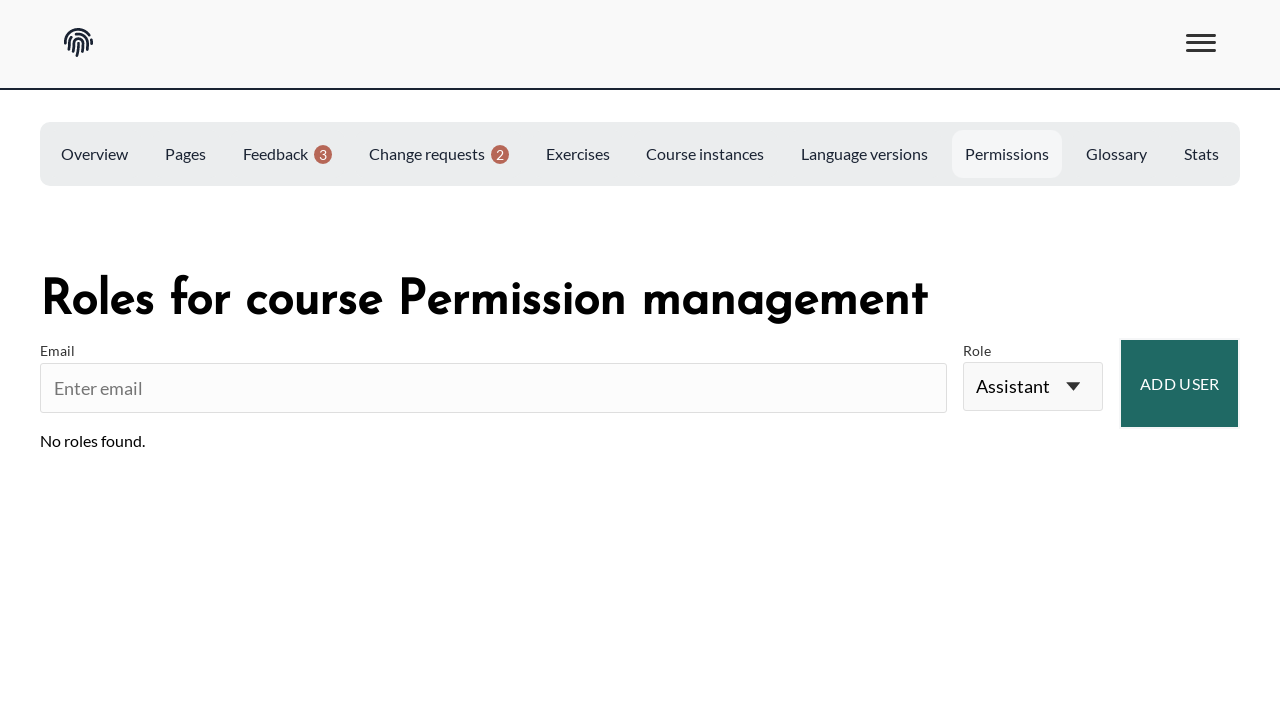 Overview Pages Feedback 3 Change requests 2 Exercises Course instances Language versions Permissions Glossary Stats
Roles for course Permission management
Email Role
Enter email Assistant ADD USER
No roles found.